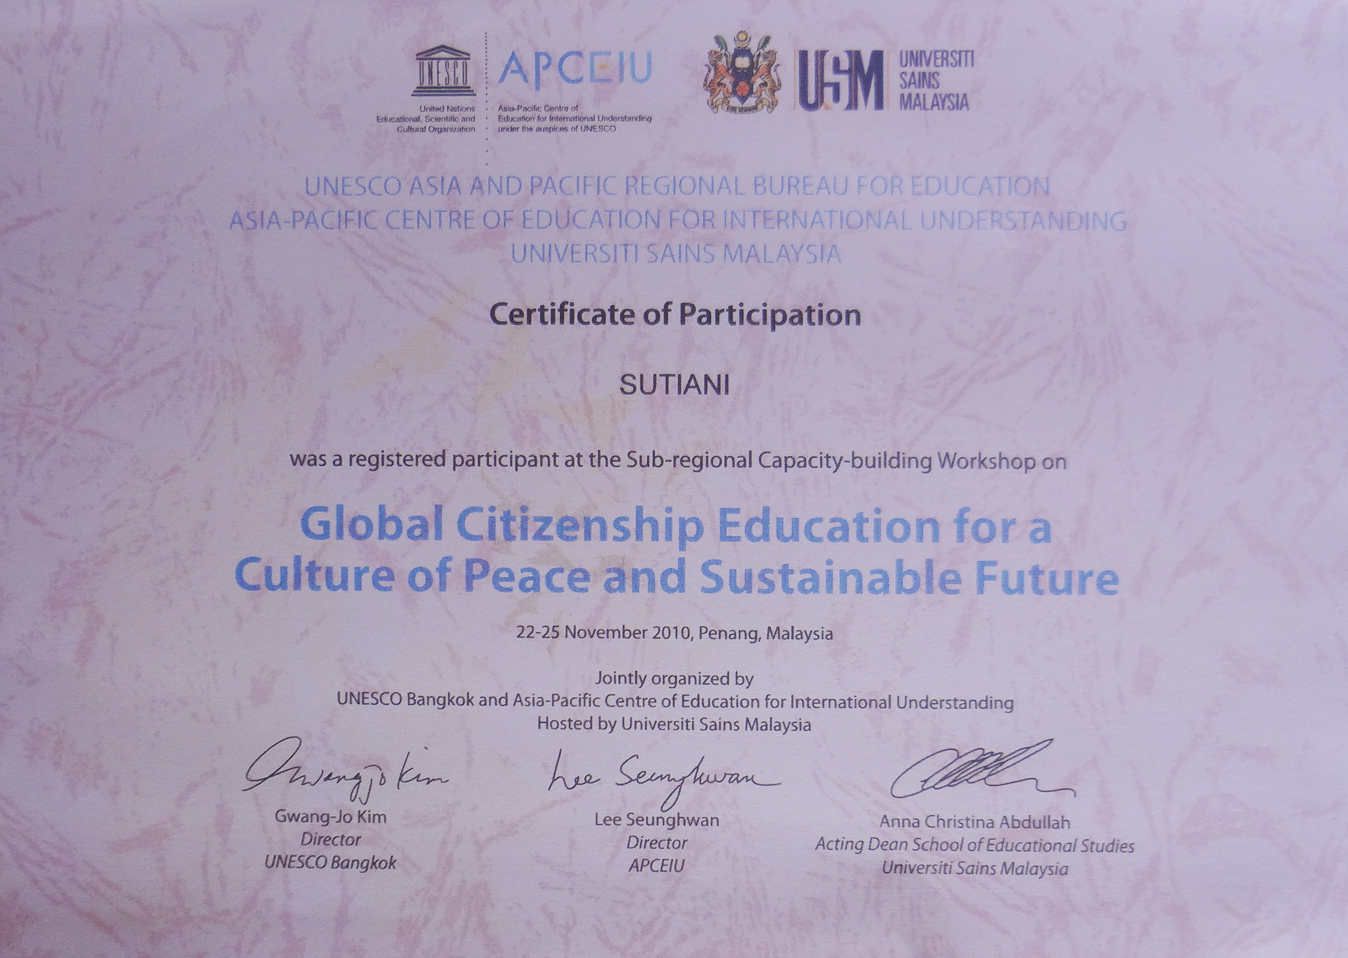 UNESCO
United Nations
Educational, Scientific and
Cultural Organization
APCEIU
Asia-Pacific Centre of
Education for International Understanding
under the auspices of UNESCO
USM
UNIVERSITI
SAINS
MALAYSIA
UNESCO ASIA AND PACIFIC REGIONAL BUREAU FOR EDUCATION
ASIA-PACIFIC CENTRE OF EDUCATION FOR INTERNATIONAL UNDERSTANDING
UNIVERSITI SAINS MALAYSIA
Certificate of Participation
SUTIANI
was a registered participant at the Sub-regional Capacity-building Workshop on
Global Citizenship Education for a
Culture of Peace and Sustainable Future
22-25 November 2010, Penang, Malaysia
Jointly organized by
UNESCO Bangkok and Asia-Pacific Centre of Education for International Understanding
Hosted by Universiti Sains Malaysia
Gwangjo Kim
Gwang-Jo Kim
Director
UNESCO Bangkok
Lee Seunghwan
Lee Seunghwan
Director
APCEIU
Anna Christina Abdullah
Acting Dean School of Educational Studies
Universiti Sains Malaysia